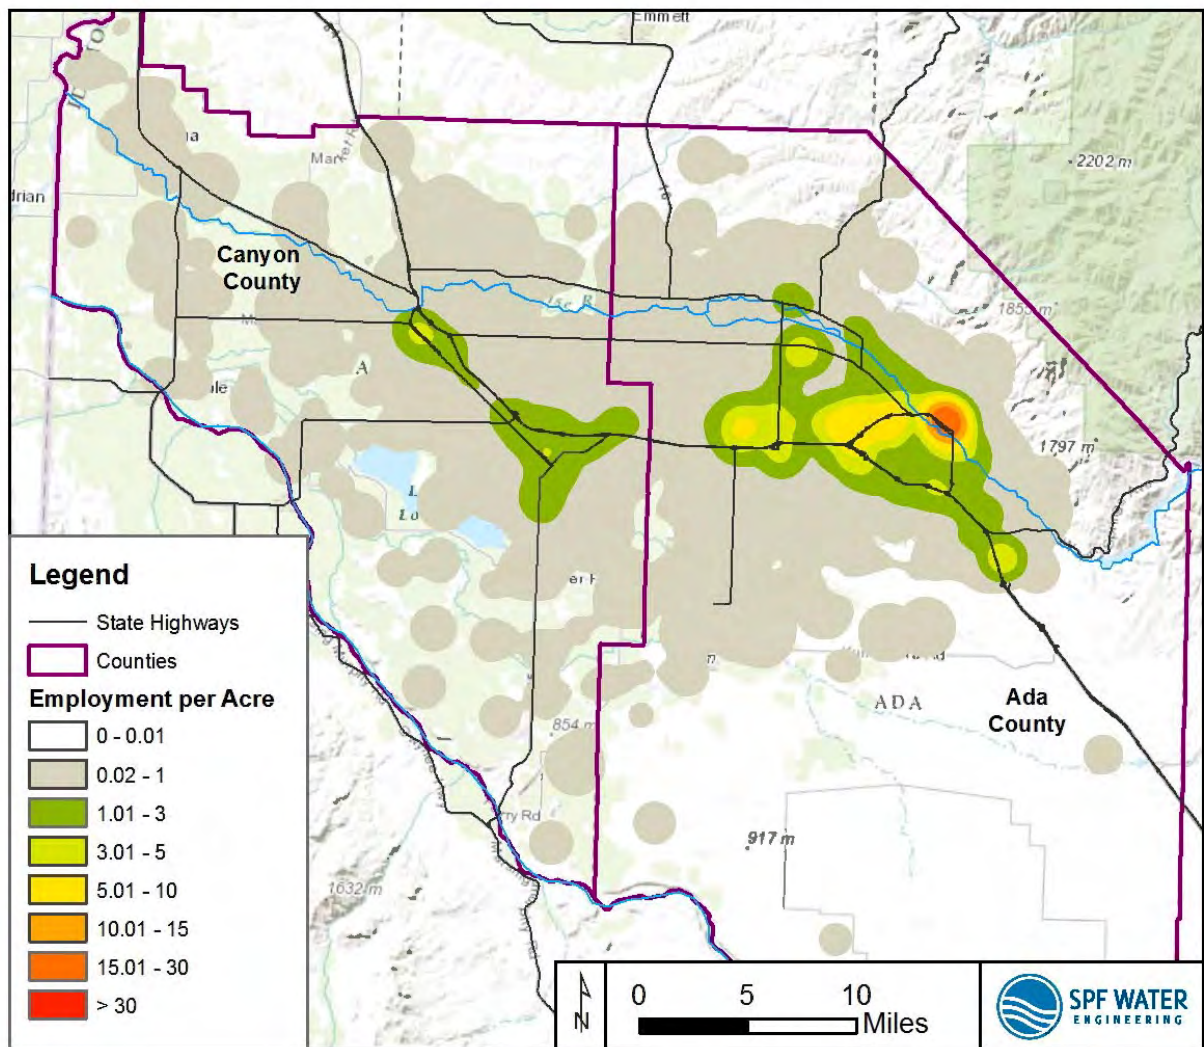 Emmett
2202 m
drian
Canyon
County
1855 m
1797 m
A
ADA
Ada
County
854 m
917 m
1632 m
Legend
State Highways
Counties
Employment per Acre
0 - 0.01
0.02 - 1
1.01 - 3
3.01 - 5
5.01 - 10
10.01 - 15
15.01 - 30
> 30
N
0 5 10
Miles
SPF WATER
ENGINEERING